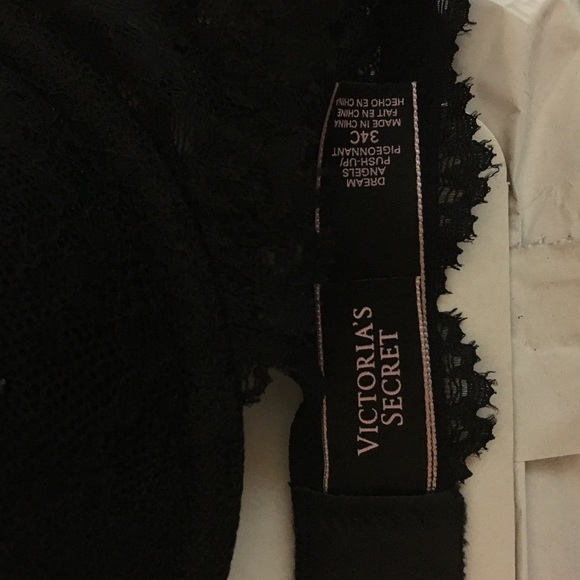 VICTORIA'S
SECRET
DREAM
ANGELS
PUSH-UP/
PIGEONNANT
34C
MADE IN CHINA
FAIT EN CHINE
HECHO EN CHINA